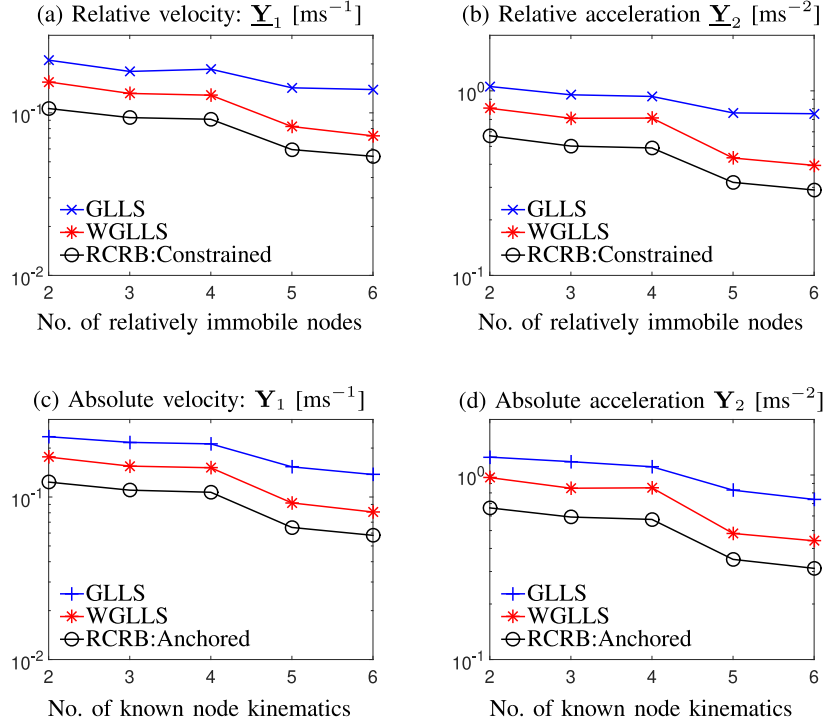 (a) Relative velocity: Y₁ [ms⁻¹]
10⁻¹
10⁻²
GLLS
WGLLS
RCRB:Constrained
2 3 4 5 6
No. of relatively immobile nodes
(b) Relative acceleration Y₂ [ms⁻²]
10⁰
10⁻¹
GLLS
WGLLS
RCRB:Constrained
2 3 4 5 6
No. of relatively immobile nodes
(c) Absolute velocity: Y₁ [ms⁻¹]
10⁻¹
10⁻²
GLLS
WGLLS
RCRB:Anchored
2 3 4 5 6
No. of known node kinematics
(d) Absolute acceleration Y₂ [ms⁻²]
10⁰
10⁻¹
GLLS
WGLLS
RCRB:Anchored
2 3 4 5 6
No. of known node kinematics